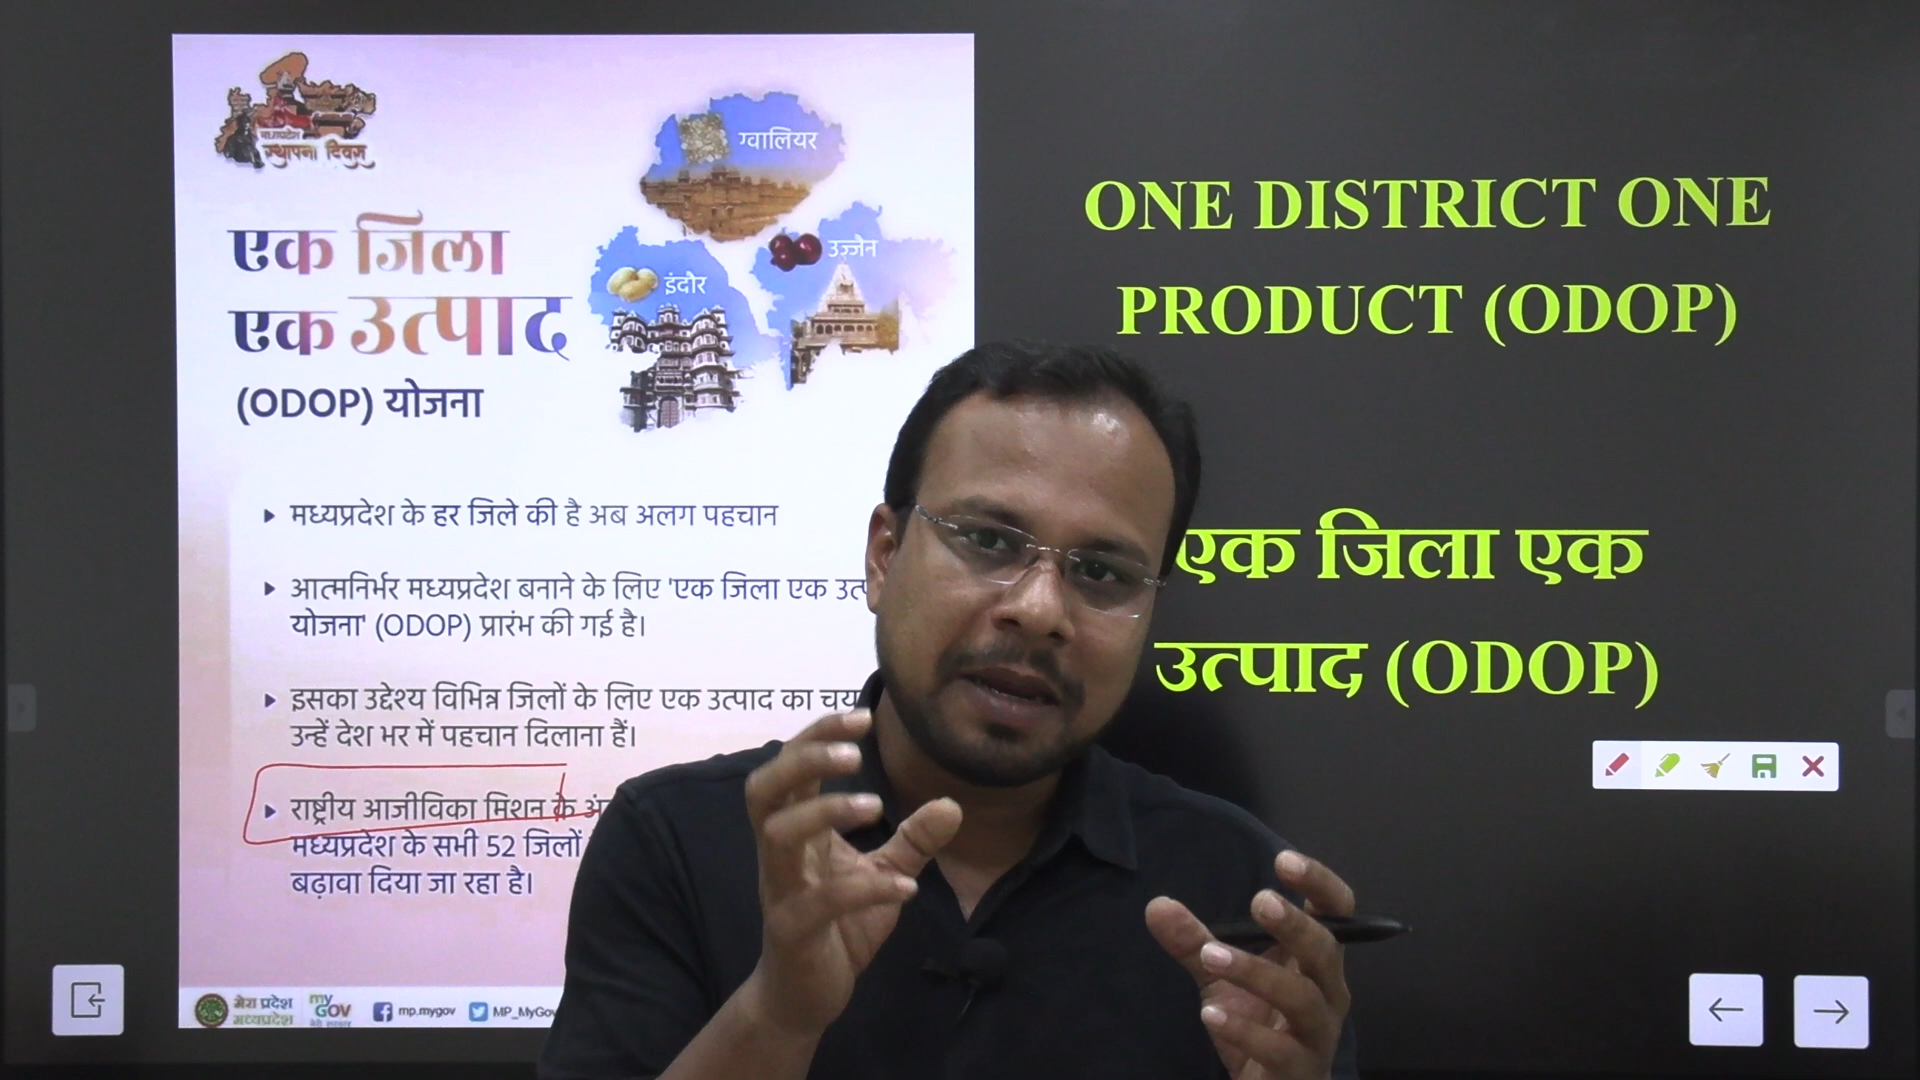 मध्यप्रदेश
स्थापना दिवस
ग्वालियर
उज्जैन
इंदौर
एक जिला
एक उत्पाद
(ODOP) योजना
मध्यप्रदेश के हर जिले की है अब अलग पहचान
आत्मनिर्भर मध्यप्रदेश बनाने के लिए 'एक जिला एक
योजना' (ODOP) प्रारंभ की गई है।
इसका उद्देश्य विभिन्न जिलों के लिए एक उत्पाद का
उन्हें देश भर में पहचान दिलाना हैं।
राष्ट्रीय आजीविका मिशन के
मध्यप्रदेश के सभी 52 जिलों
बढ़ावा दिया जा रहा है।
मेरा प्रदेश
मध्यप्रदेश
my
GOV
मेरी सरकार
mp.mygov
ONE DISTRICT ONE
PRODUCT (ODOP)
एक जिला एक
उत्पाद (ODOP)